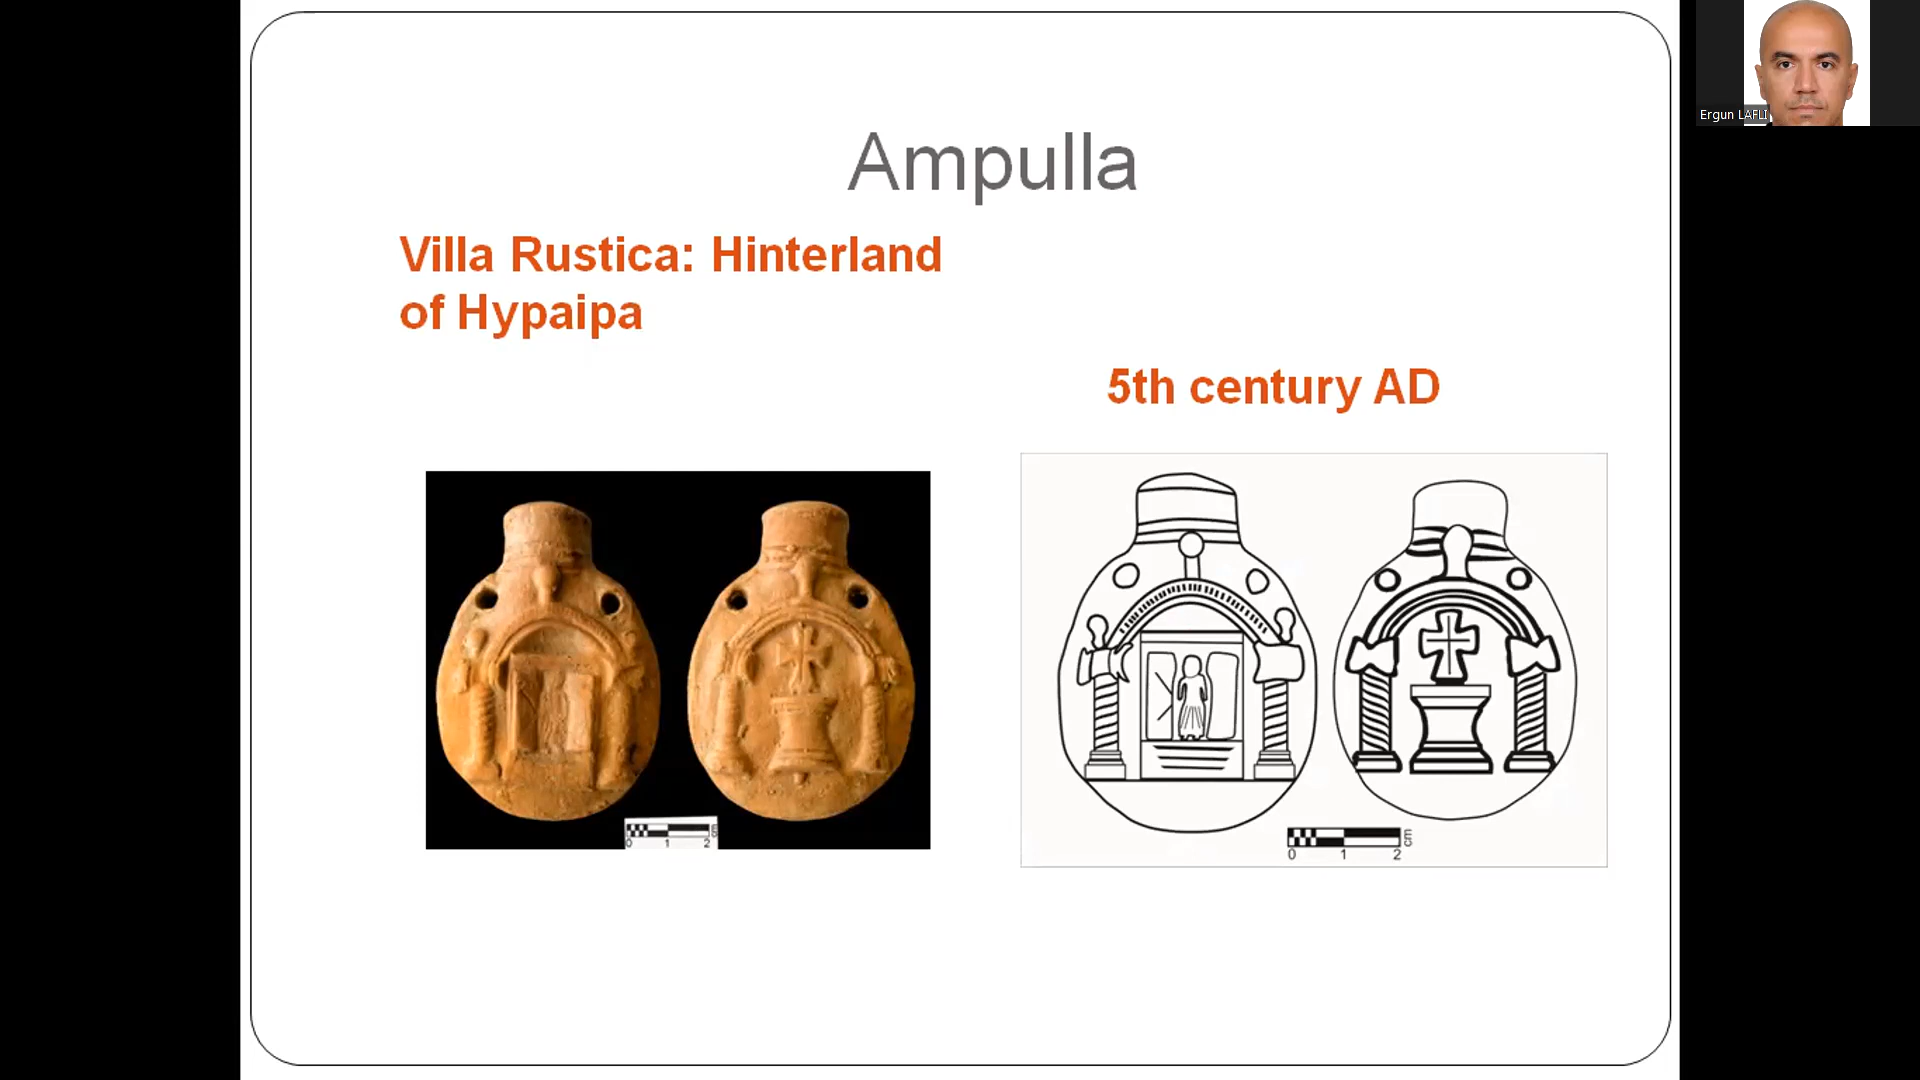 Ampulla
Villa Rustica: Hinterland
of Hypaipa
5th century AD
0 1 2 cm
0 1 2 cm
Ergun LAFLI